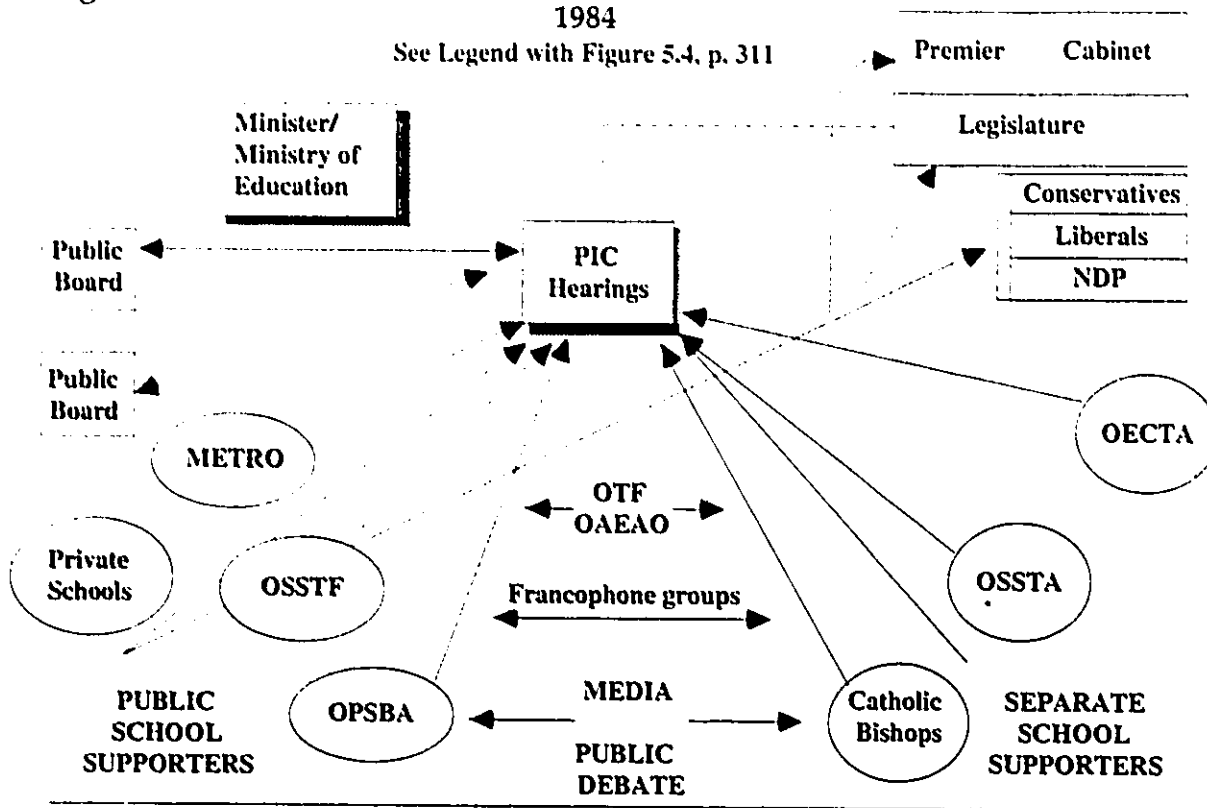 1984
See Legend with Figure 5.4, p. 311
Premier Cabinet
Legislature
Minister/
Ministry of
Education
Conservatives
Liberals
NDP
Public
Board
PIC
Hearings
Public
Board
METRO
OECTA
OTF
OAEAO
Private
Schools
OSSTF
OSSTA
Francophone groups
PUBLIC
SCHOOL
SUPPORTERS
OPSBA
MEDIA
PUBLIC
DEBATE
Catholic
Bishops
SEPARATE
SCHOOL
SUPPORTERS